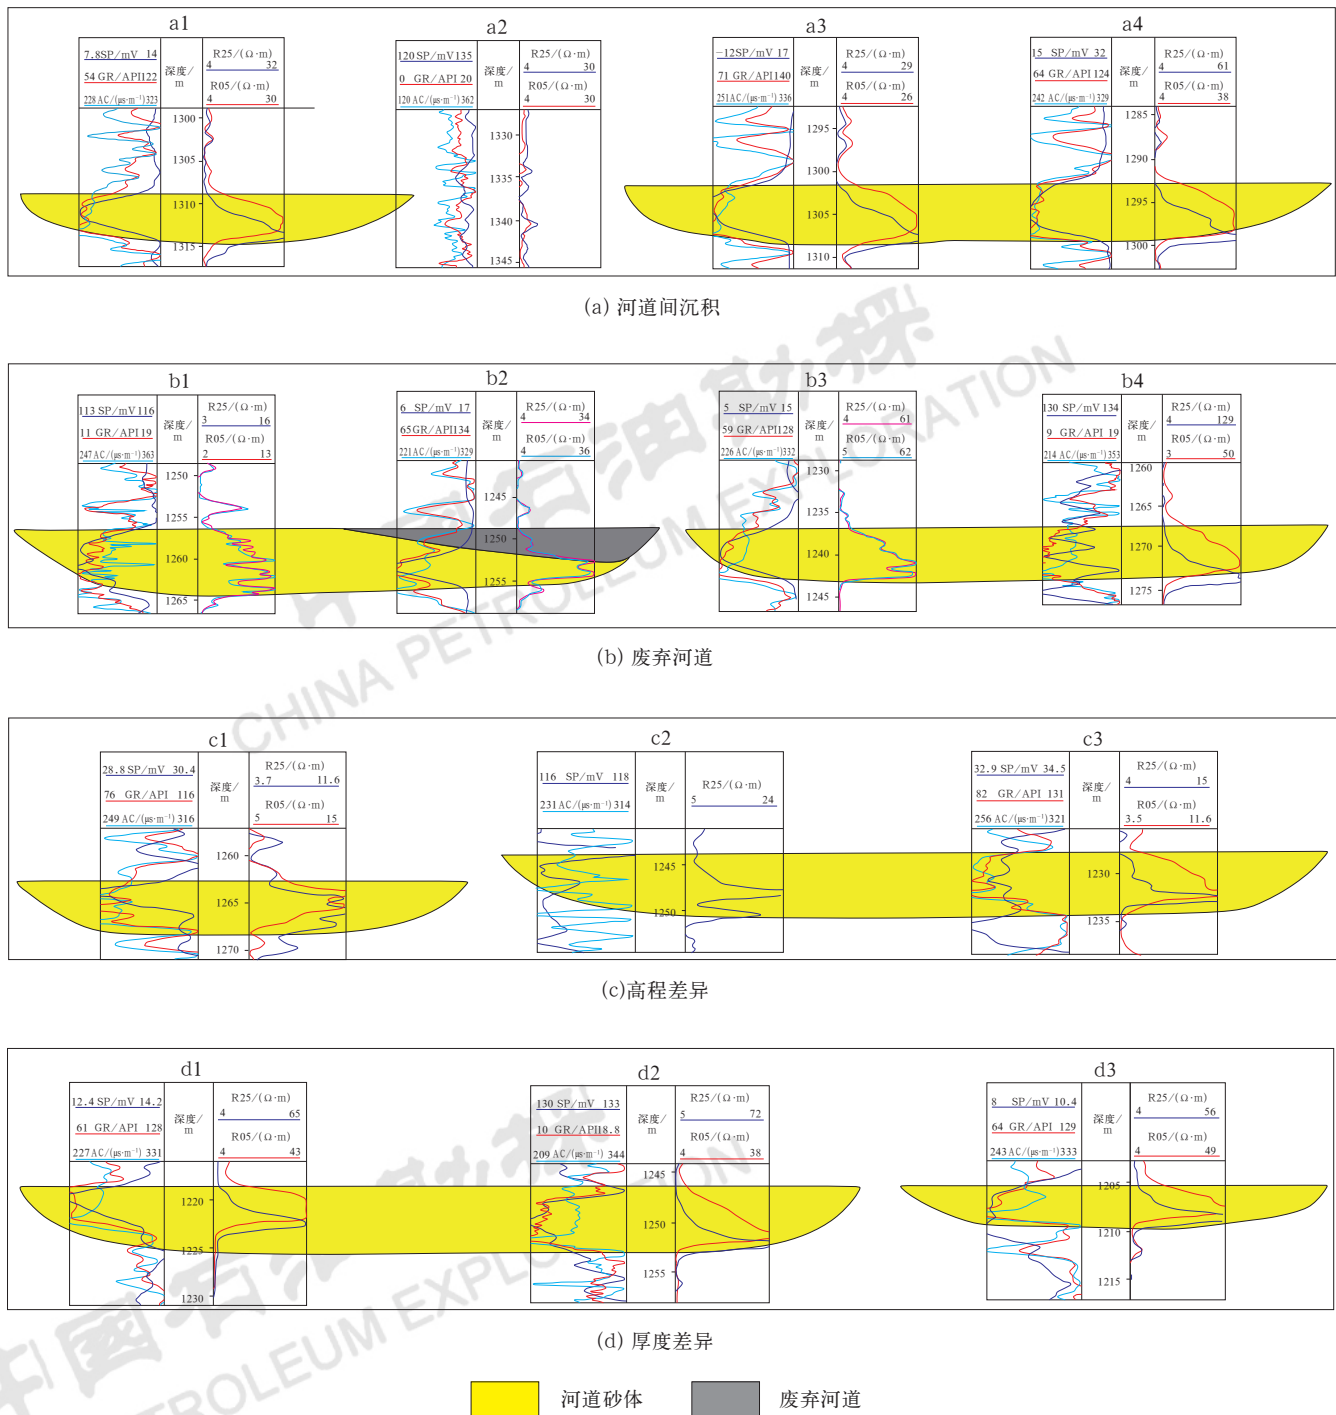 a1
7.8SP/mV 14
54 GR/API122
228 AC/(μs·m⁻¹)323
深度/
m
R25/(Ω·m)
4 32
R05/(Ω·m)
4 30
1300
1305
1310
1315
a2
120 SP/mV135
0 GR/API 20
120 AC/(μs·m⁻¹)362
深度/
m
R25/(Ω·m)
4 30
R05/(Ω·m)
4 30
1330
1335
1340
1345
a3
-12SP/mV 17
71 GR/API140
251AC/(μs·m⁻¹)336
深度/
m
R25/(Ω·m)
4 29
R05/(Ω·m)
4 26
1295
1300
1305
1310
a4
15 SP/mV 32
64 GR/API 124
242 AC/(μs·m⁻¹)329
深度/
m
R25/(Ω·m)
4 61
R05/(Ω·m)
4 38
1285
1290
1295
1300
(a) 河道间沉积
b1
113 SP/mV116
11 GR/API19
247AC/(μs·m⁻¹)363
深度/
m
R25/(Ω·m)
3 16
R05/(Ω·m)
2 13
1250
1255
1260
1265
b2
6 SP/mV 17
65GR/API134
221AC/(μs·m⁻¹)329
深度/
m
R25/(Ω·m)
4 34
R05/(Ω·m)
4 36
1245
1250
1255
b3
5 SP/mV 15
59 GR/API128
226 AC/(μs·m⁻¹)332
深度/
m
R25/(Ω·m)
4 61
R05/(Ω·m)
5 62
1230
1235
1240
1245
b4
130 SP/mV134
9 GR/API 19
214 AC/(μs·m⁻¹)353
深度/
m
R25/(Ω·m)
4 129
R05/(Ω·m)
3 50
1260
1265
1270
1275
(b) 废弃河道
c1
28.8 SP/mV 30.4
76 GR/API 116
249 AC/(μs·m⁻¹) 316
深度/
m
R25/(Ω·m)
3.7 11.6
R05/(Ω·m)
5 15
1260
1265
1270
c2
116 SP/mV 118
231 AC/(μs·m⁻¹) 314
深度/
m
R25/(Ω·m)
5 24
1245
1250
c3
32.9 SP/mV 34.5
82 GR/API 131
256 AC/(μs·m⁻¹)321
深度/
m
R25/(Ω·m)
4 15
R05/(Ω·m)
3.5 11.6
1230
1235
(c)高程差异
d1
12.4 SP/mV 14.2
61 GR/API 128
227AC/(μs·m⁻¹) 331
深度/
m
R25/(Ω·m)
4 65
R05/(Ω·m)
4 43
1220
1225
1230
d2
130 SP/mV 133
10 GR/API18.8
209 AC/(μs·m⁻¹) 344
深度/
m
R25/(Ω·m)
5 72
R05/(Ω·m)
4 38
1245
1250
1255
d3
8 SP/mV 10.4
64 GR/API 129
243 AC/(μs·m⁻¹)333
深度/
m
R25/(Ω·m)
4 56
R05/(Ω·m)
4 49
1205
1210
1215
(d) 厚度差异
河道砂体
废弃河道
中国石油勘探
CHINA PETROLEUM EXPLORATION
中国石油勘探
PETROLEUM EXPLORATION